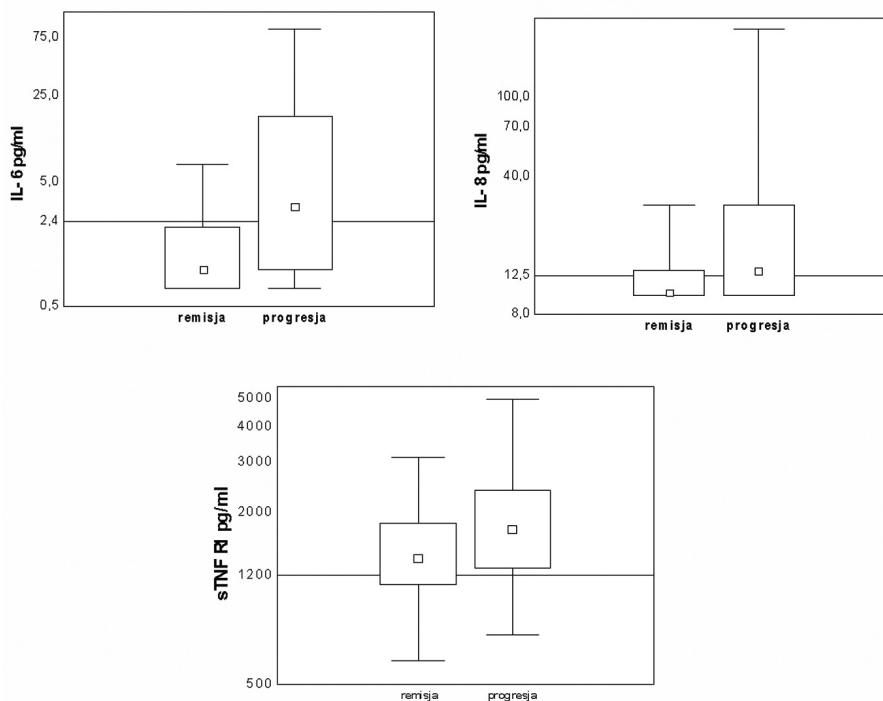 75,0
25,0
5,0
2,4
0,5
IL- 6 pg/ml
remisja progresja
100,0
70,0
40,0
12,5
8,0
IL- 8 pg/ml
remisja progresja
5000
4000
3000
2000
1200
500
sTNF RI pg/ml
remisja progresja